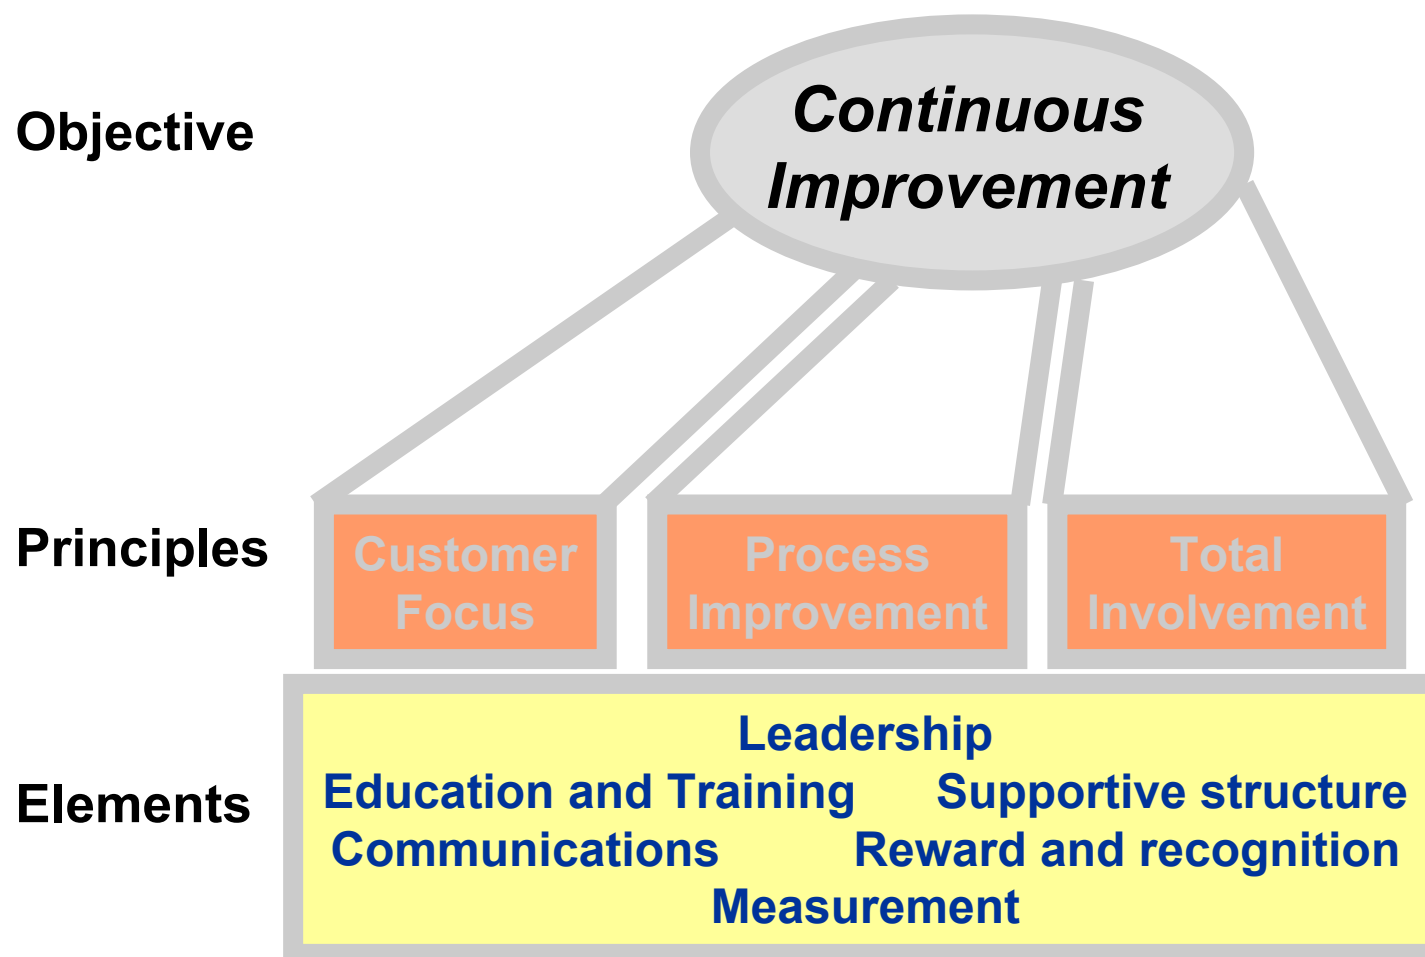 Objective
Continuous
Improvement
Principles
Customer
Focus
Process
Improvement
Total
Involvement
Elements
Leadership
Education and Training Supportive structure
Communications Reward and recognition
Measurement